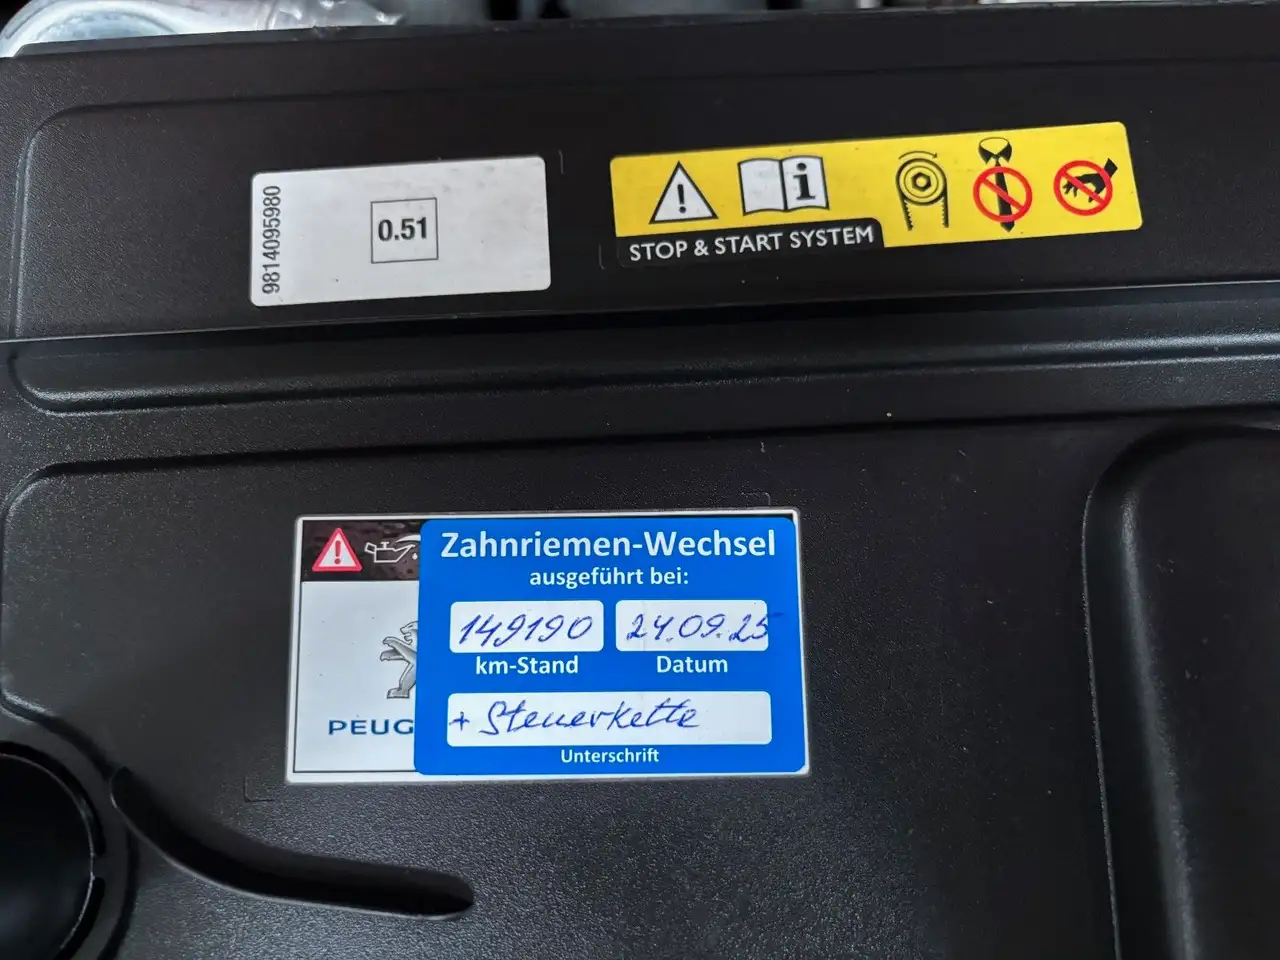 9814095980
0.51
STOP & START SYSTEM
Zahnriemen-Wechsel
ausgeführt bei:
149190 24.09.25
km-Stand Datum
+ Steuerkette
Unterschrift
PEUG